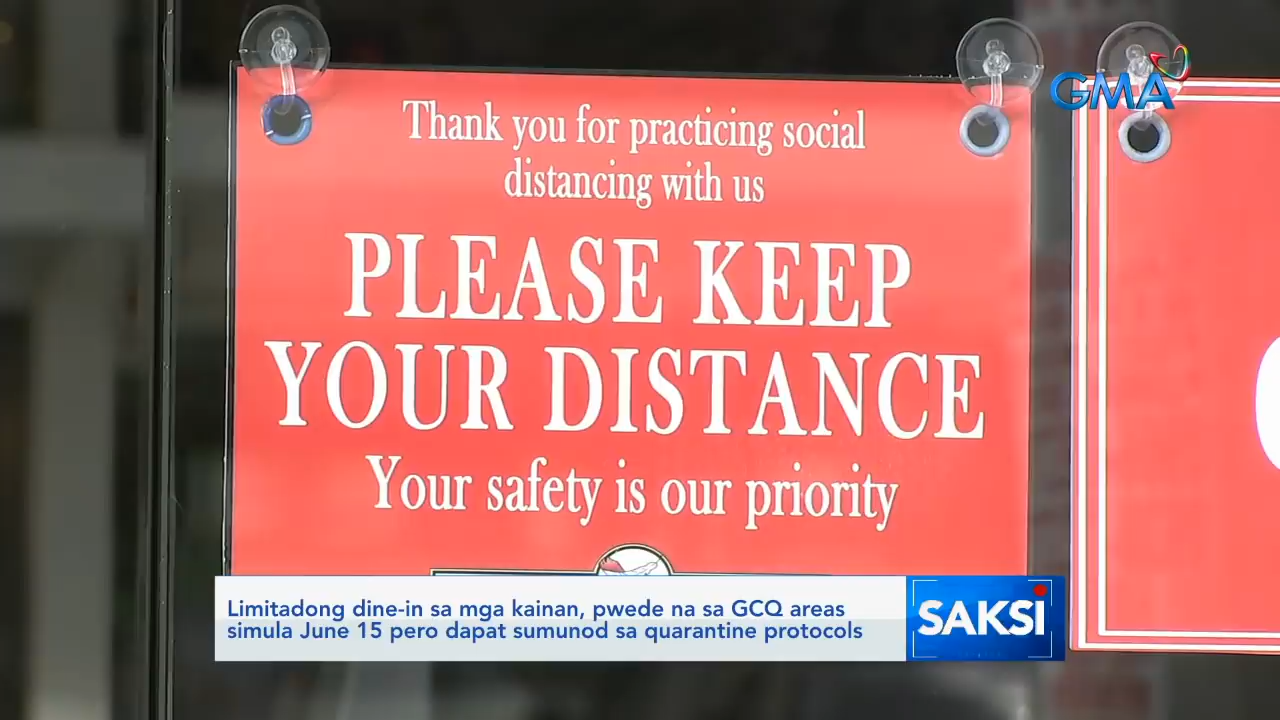 GMA
Thank you for practicing social
distancing with us
PLEASE KEEP
YOUR DISTANCE
Your safety is our priority
Limitadong dine-in sa mga kainan, pwede na sa GCQ areas
simula June 15 pero dapat sumunod sa quarantine protocols
SAKSI